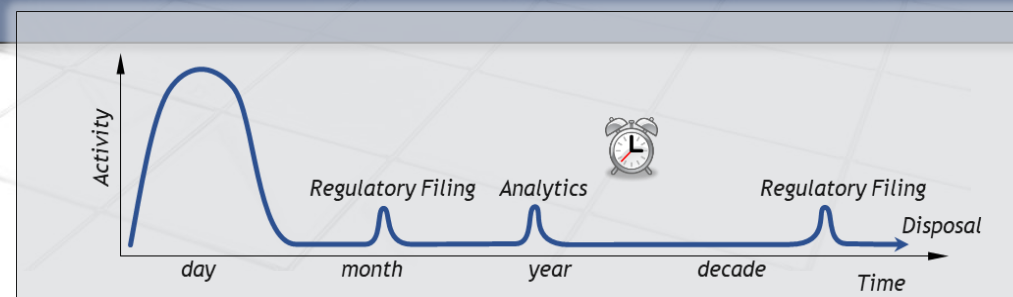 Activity
Regulatory Filing
Analytics
Regulatory Filing
Disposal
day
month
year
decade
Time